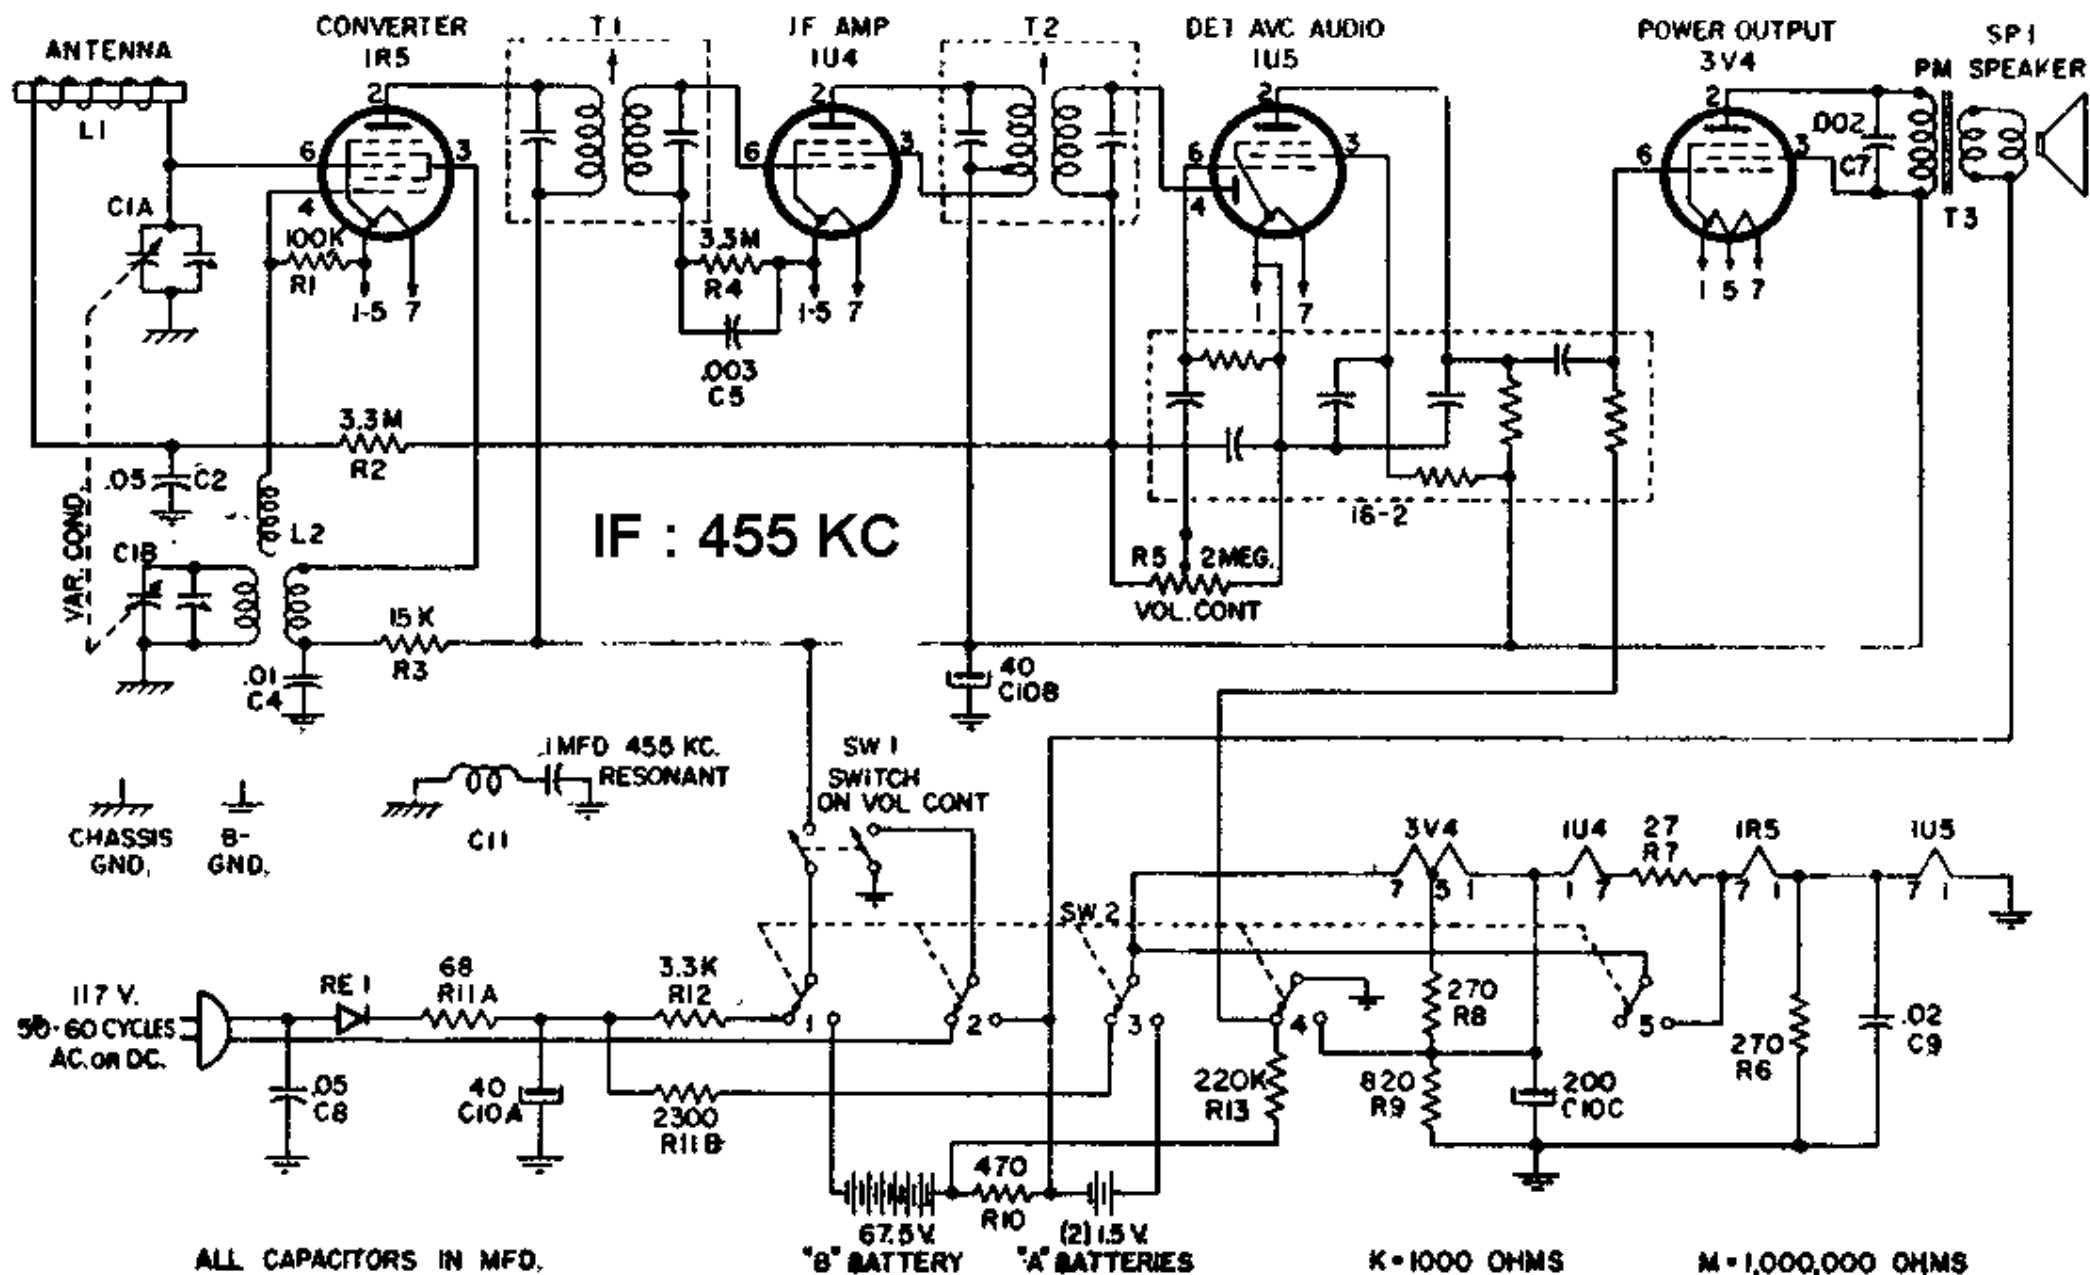 CONVERTER
1R5
T1
IF AMP
1U4
T2
DET AVC AUDIO
1U5
POWER OUTPUT
3V4
SP1
PM SPEAKER
ANTENNA
L1
2
6
3
4
2
6
3
2
6
3
4
2
6
3
.002
C7
T3
C1A
100K
R1
1-5 7
3.3M
R4
1-5 7
1 7
1 5 7
.003
C5
3.3M
R2
.05 C2
VAR. COND.
L2
C1B
IF : 455 KC
16-2
R5 2 MEG.
VOL. CONT
15K
R3
.01
C4
40
C10B
.1 MFD 455 KC.
RESONANT
C11
SW 1
SWITCH
ON VOL CONT
CHASSIS
GND.
B-
GND.
3V4
7 5 1
1U4
1 7
27
R7
1R5
7 1
1U5
7 1
SW 2
117 V.
50-60 CYCLES
AC. OR DC.
RE 1
68
R11A
3.3K
R12
1
2
3
4
5
270
R8
270
R6
.02
C9
.05
C8
40
C10A
2300
R11B
220K
R13
820
R9
200
C10C
470
R10
67.5 V.
"B" BATTERY
(2) 1.5 V.
"A" BATTERIES
ALL CAPACITORS IN MFD.
K = 1000 OHMS
M = 1,000,000 OHMS